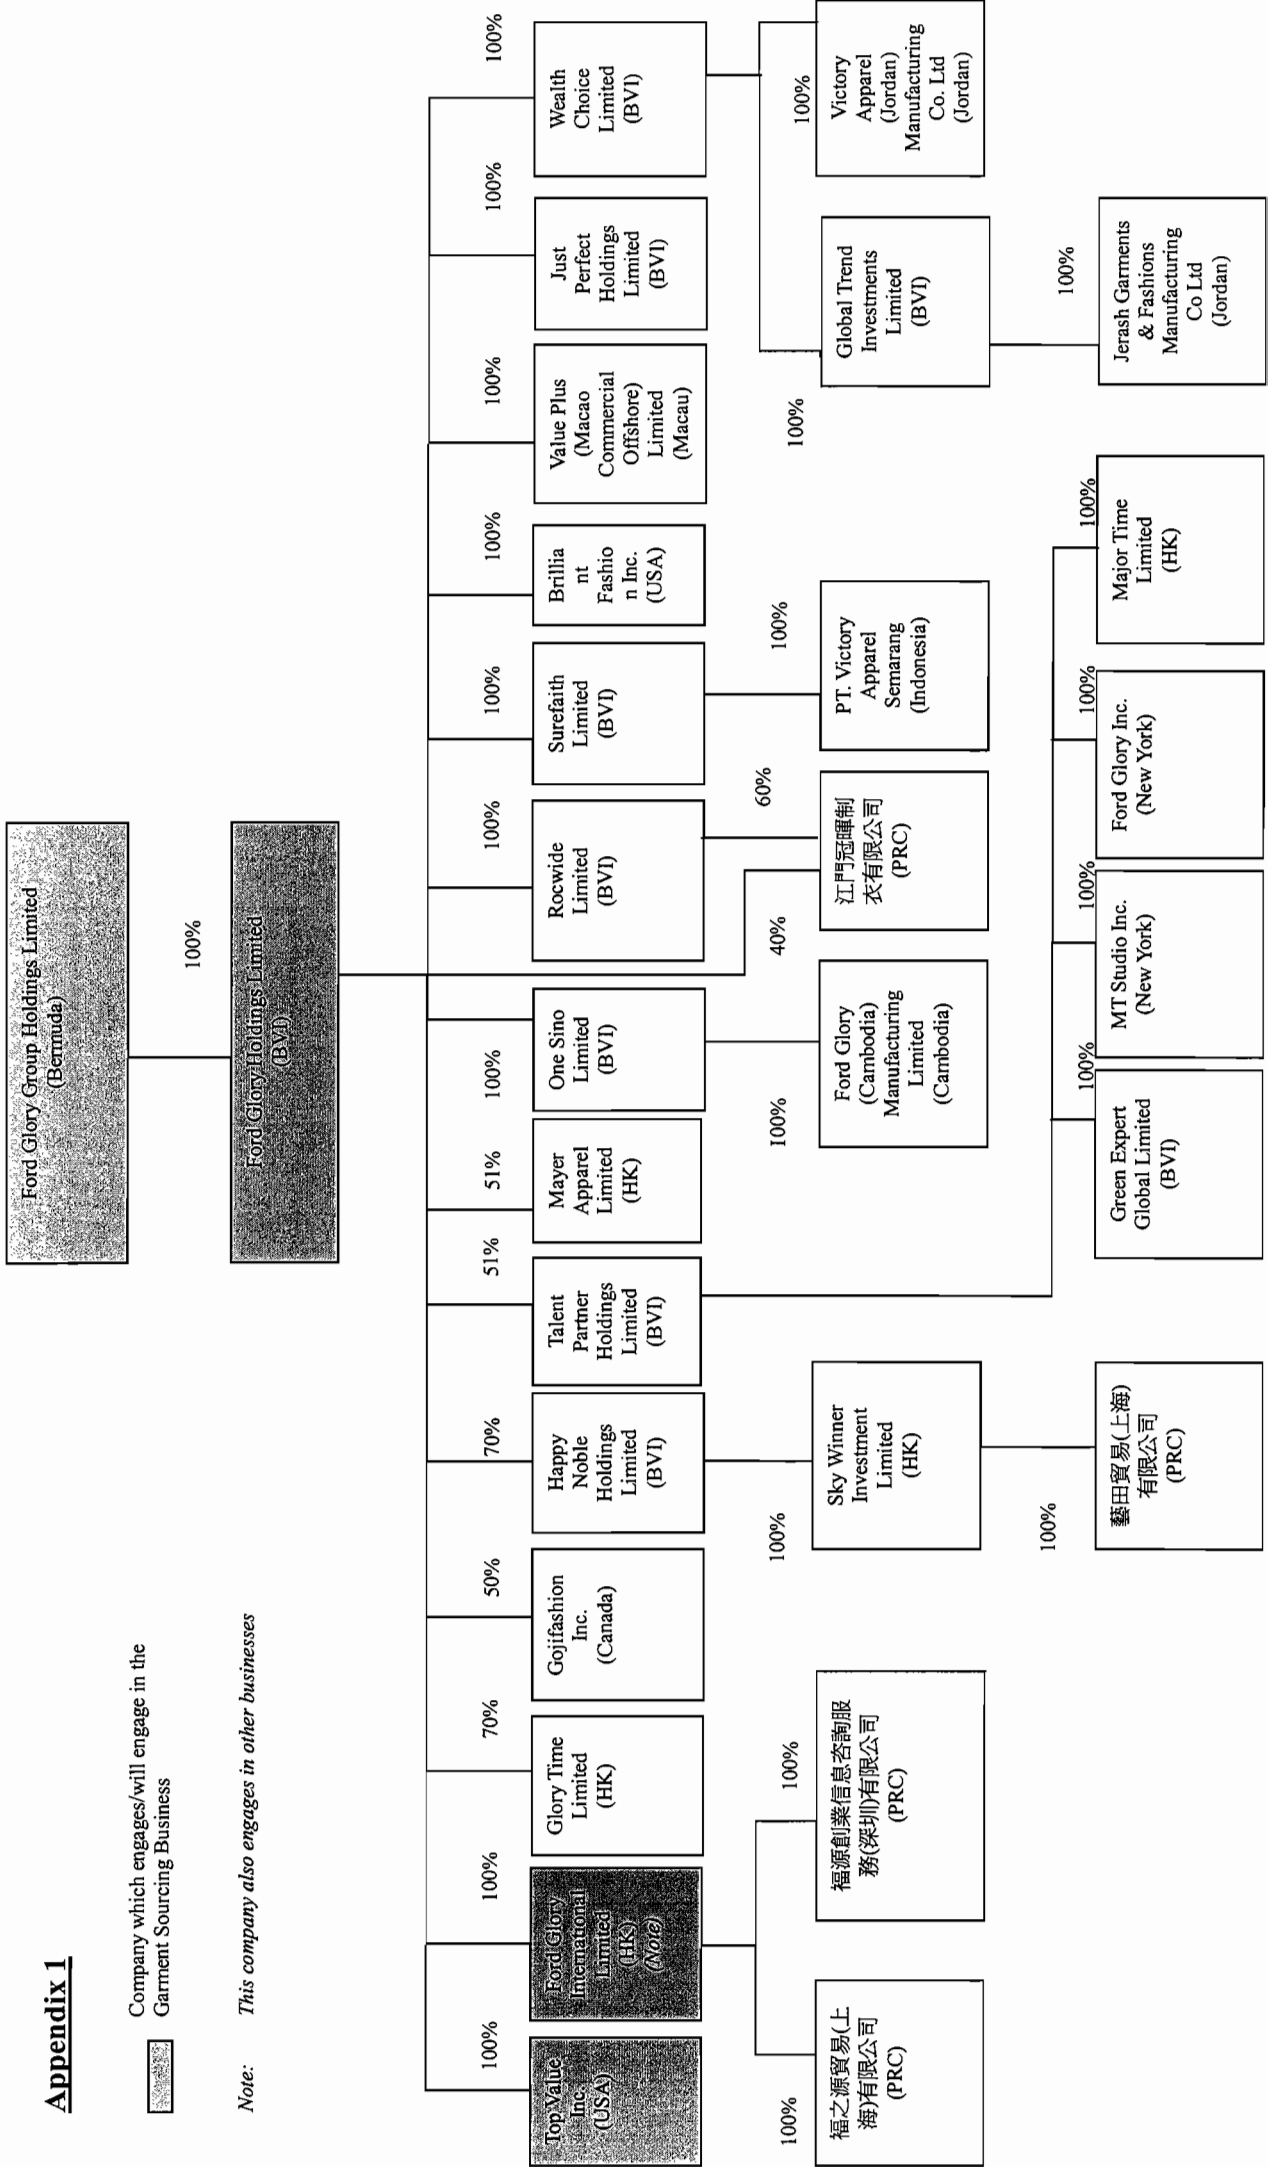 Appendix 1
Company which engages/will engage in the
Garment Sourcing Business
Note:
This company also engages in other businesses
Ford Glory Group Holdings Limited
(Bermuda)
100%
Ford Glory Holdings Limited
(BVI)
100%
100%
70%
50%
70%
51%
51%
100%
100%
100%
100%
100%
100%
100%
Top Value
Inc.
(USA)
Ford Glory
International
Limited
(HK)
(Note)
Glory Time
Limited
(HK)
Gojifashion
Inc.
(Canada)
Happy
Noble
Holdings
Limited
(BVI)
Talent
Partner
Holdings
Limited
(BVI)
Mayer
Apparel
Limited
(HK)
One Sino
Limited
(BVI)
Rocwide
Limited
(BVI)
Surefaith
Limited
(BVI)
Brillia
nt
Fashio
n Inc.
(USA)
Value Plus
(Macao
Commercial
Offshore)
Limited
(Macau)
Just
Perfect
Holdings
Limited
(BVI)
Wealth
Choice
Limited
(BVI)
100%
100%
100%
100%
40%
60%
100%
100%
100%
福之源貿易(上
海)有限公司
(PRC)
福源創業信息咨詢服
務(深圳)有限公司
(PRC)
Sky Winner
Investment
Limited
(HK)
Ford Glory
(Cambodia)
Manufacturing
Limited
(Cambodia)
江門冠暉制
衣有限公司
(PRC)
PT. Victory
Apparel
Semarang
(Indonesia)
Global Trend
Investments
Limited
(BVI)
Victory
Apparel
(Jordan)
Manufacturing
Co. Ltd
(Jordan)
100%
100%
100%
100%
100%
100%
藝田貿易(上海)
有限公司
(PRC)
Green Expert
Global Limited
(BVI)
MT Studio Inc.
(New York)
Ford Glory Inc.
(New York)
Major Time
Limited
(HK)
Jerash Garments
& Fashions
Manufacturing
Co Ltd
(Jordan)